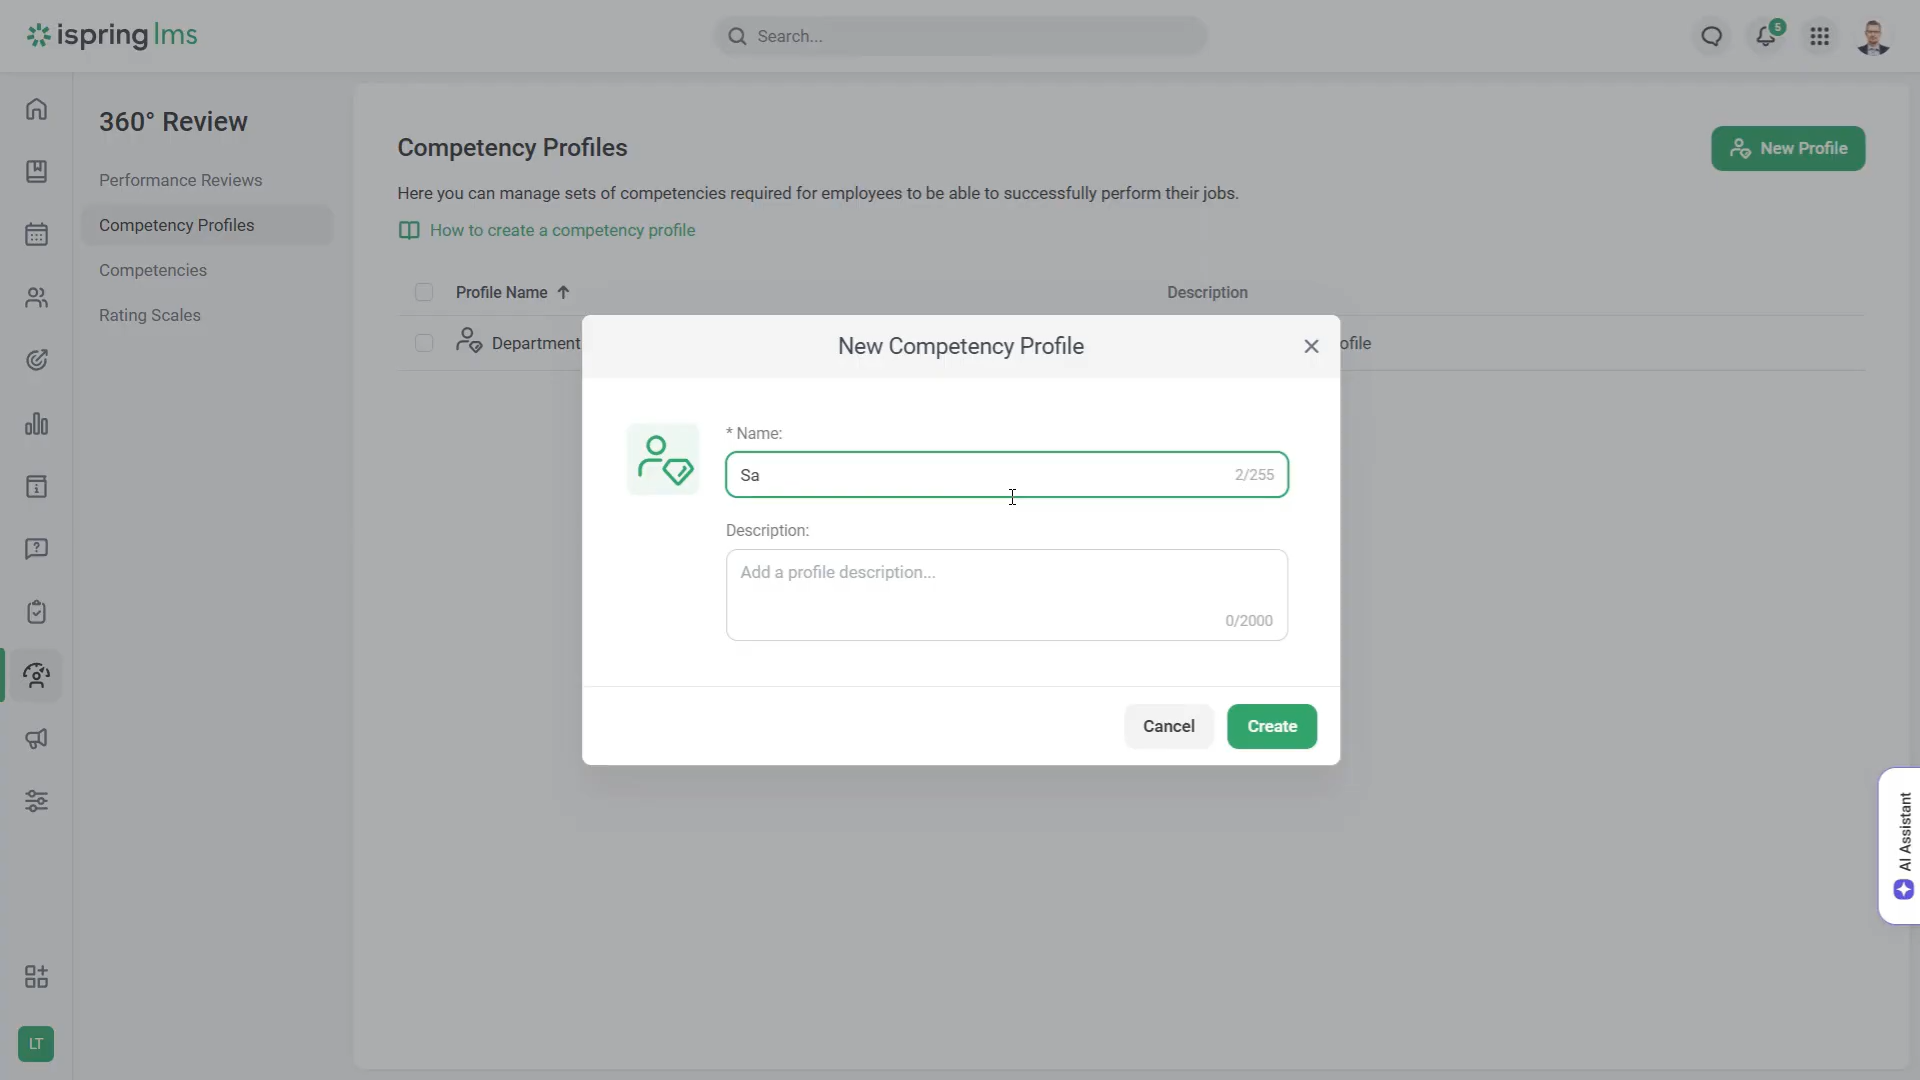 ispring lms
Search...
5
360° Review
Performance Reviews
Competency Profiles
Competencies
Rating Scales
Competency Profiles
New Profile
Here you can manage sets of competencies required for employees to be able to successfully perform their jobs.
How to create a competency profile
Profile Name
Description
Department
ofile
New Competency Profile
* Name:
Sa
2/255
Description:
Add a profile description...
0/2000
Cancel
Create
AI Assistant
LT